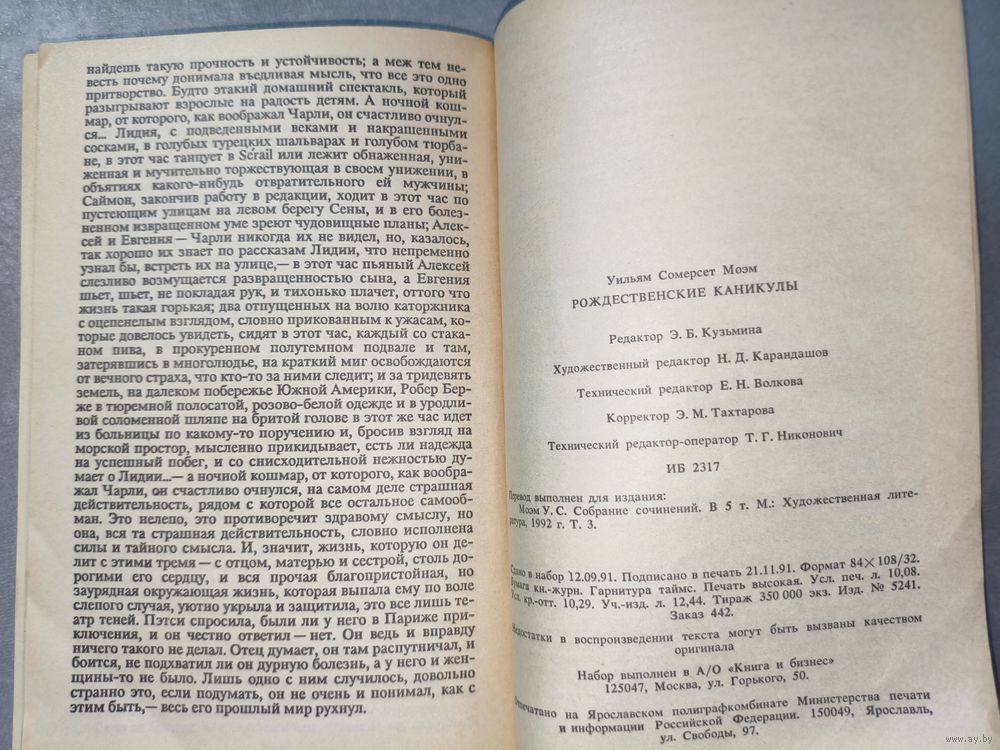 найдешь такую прочность и устойчивость; а меж тем не-
весть почему донимала въедливая мысль, что все это одно
притворство. Будто этакий домашний спектакль, который
разыгрывают взрослые на радость детям. А ночной кош-
мар, от которого, как воображал Чарли, он счастливо очнул-
ся... Лидия, с подведенными веками и накрашенными
сосками, в голубых турецких шальварах и голубом тюрба-
не, в этот час танцует в Sérail или лежит обнаженная, уни-
женная и мучительно торжествующая в своем унижении, в
объятиях какого-нибудь отвратительного ей мужчины;
Саймон, закончив работу в редакции, ходит в этот час по
пустеющим улицам на левом берегу Сены, и в его болез-
ненном извращенном уме зреют чудовищные планы; Алек-
сей и Евгения — Чарли никогда их не видел, но, казалось,
так хорошо их знает по рассказам Лидии, что непременно
узнал бы, встреть их на улице,— в этот час пьяный Алексей
слезливо возмущается развращенностью сына, а Евгения
шьет, шьет, не покладая рук, и тихонько плачет, оттого что
жизнь такая горькая; два отпущенных на волю каторжника
с оцепенелым взглядом, словно прикованным к ужасам, ко-
торые довелось увидеть, сидят в этот час, каждый со стака-
ном пива, в прокуренном полутемном подвале и там,
затерявшись в многолюдье, на краткий миг освобождаются
от вечного страха, что кто-то за ними следит; и за тридевять
земель, на далеком побережье Южной Америки, Робер Бер-
же в тюремной полосатой, розово-белой одежде и в уродли-
вой соломенной шляпе на бритой голове в этот же час идет
из больницы по какому-то поручению и, бросив взгляд на
морской простор, мысленно прикидывает, есть ли надежда
на успешный побег, и со снисходительной нежностью ду-
мает о Лидии...— а ночной кошмар, от которого, как вообра-
жал Чарли, он счастливо очнулся, на самом деле страшная
действительность, рядом с которой все остальное самооб-
ман. Это нелепо, это противоречит здравому смыслу, но
она, вся та страшная действительность, словно исполнена
силы и тайного смысла. И, значит, жизнь, которую он де-
лит с этими тремя — с отцом, матерью и сестрой, столь до-
рогими его сердцу, и вся прочая благопристойная, но
заурядная окружающая жизнь, которая выпала ему по воле
слепого случая, уютно укрыла и защитила, это все лишь те-
атр теней. Пэтси спросила, были ли у него в Париже при-
ключения, и он честно ответил — нет. Он ведь и вправду
ничего такого не делал. Отец думает, он там распутничал, и
боится, не подхватил ли он дурную болезнь, а у него и жен-
щины-то не было. Лишь одно с ним случилось, довольно
странно это, если подумать, он не очень и понимал, как с
этим быть,— весь его прошлый мир рухнул.
Уильям Сомерсет Моэм
РОЖДЕСТВЕНСКИЕ КАНИКУЛЫ
Редактор Э. Б. Кузьмина
Художественный редактор Н. Д. Карандашов
Технический редактор Е. Н. Волкова
Корректор Э. М. Тахтарова
Технический редактор-оператор Т. Г. Никонович
ИБ 2317
Перевод выполнен для издания:
Моэм У. С. Собрание сочинений. В 5 т. М.: Художественная лите-
ратура, 1992 г. Т. 3.
Сдано в набор 12.09.91. Подписано в печать 21.11.91. Формат 84×108/32.
Бумага кн.-журн. Гарнитура таймс. Печать высокая. Усл. печ. л. 10,08.
Усл. кр.-отт. 10,29. Уч.-изд. л. 12,44. Тираж 350 000 экз. Изд. № 5241.
Заказ 442.
Недостатки в воспроизведении текста могут быть вызваны качеством
оригинала
Набор выполнен в А/О «Книга и бизнес»
125047, Москва, ул. Горького, 50.
Отпечатано на Ярославском полиграфкомбинате Министерства печати
и информации Российской Федерации. 150049, Ярославль,
ул. Свободы, 97.
www.ay.by